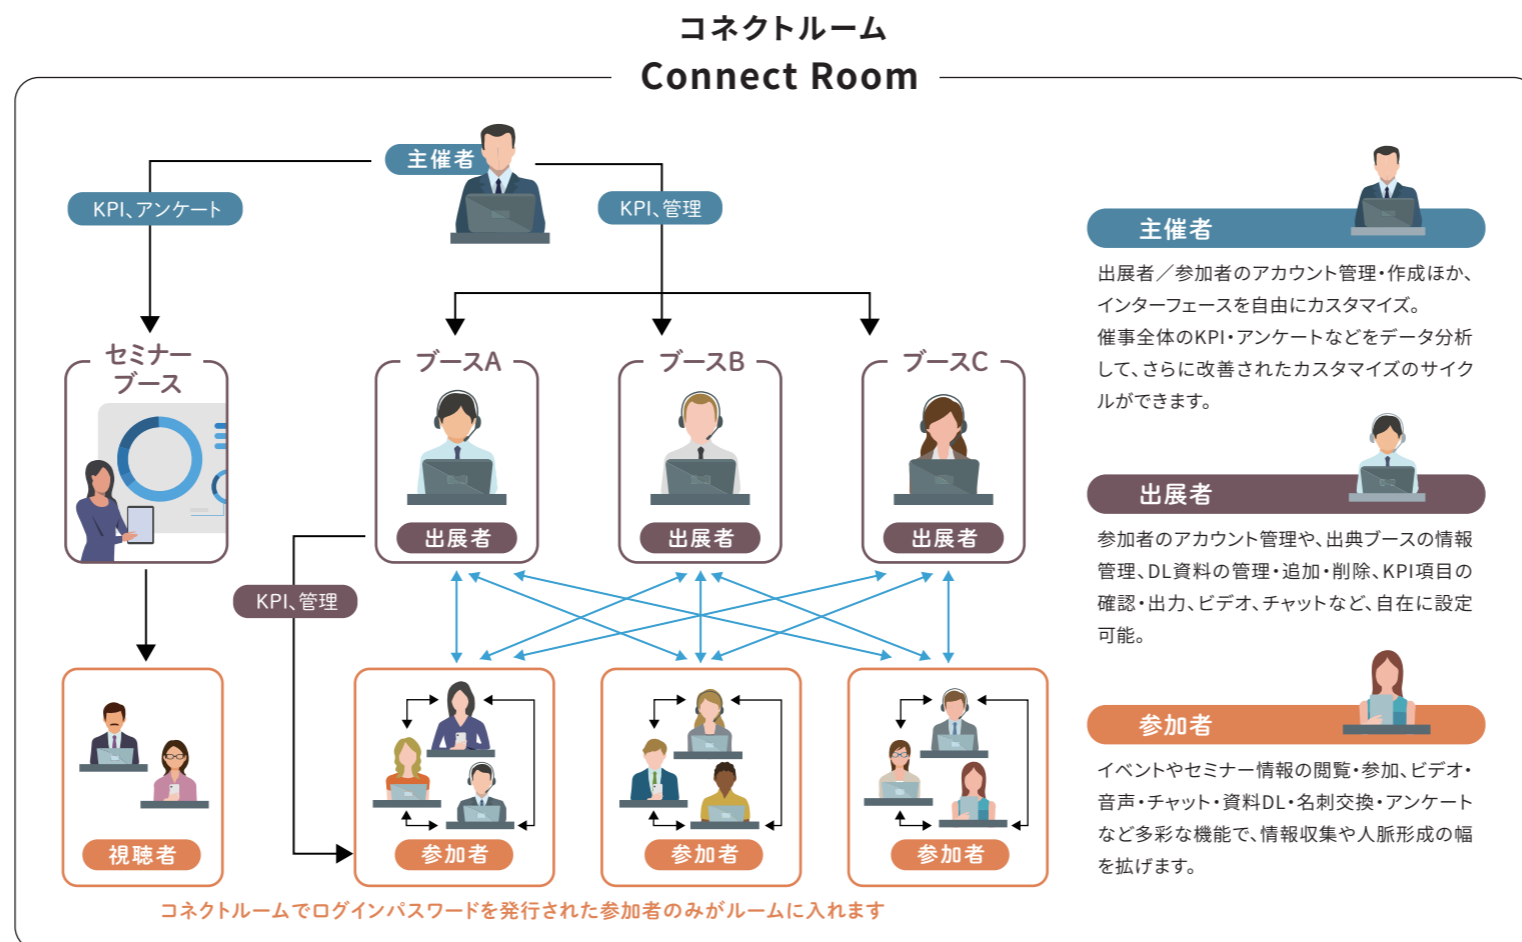 コネクトルーム
Connect Room
主催者
KPI、アンケート
KPI、管理
セミナー
ブース
ブースA
ブースB
ブースC
出展者
出展者
出展者
KPI、管理
視聴者
参加者
参加者
参加者
コネクトルームでログインパスワードを発行された参加者のみがルームに入れます
主催者
出展者／参加者のアカウント管理・作成ほか、
インターフェースを自由にカスタマイズ。
催事全体のKPI・アンケートなどをデータ分析
して、さらに改善されたカスタマイズのサイク
ルができます。
出展者
参加者のアカウント管理や、出典ブースの情報
管理、DL資料の管理・追加・削除、KPI項目の
確認・出力、ビデオ、チャットなど、自在に設定
可能。
参加者
イベントやセミナー情報の閲覧・参加、ビデオ・
音声・チャット・資料DL・名刺交換・アンケート
など多彩な機能で、情報収集や人脈形成の幅
を拡げます。